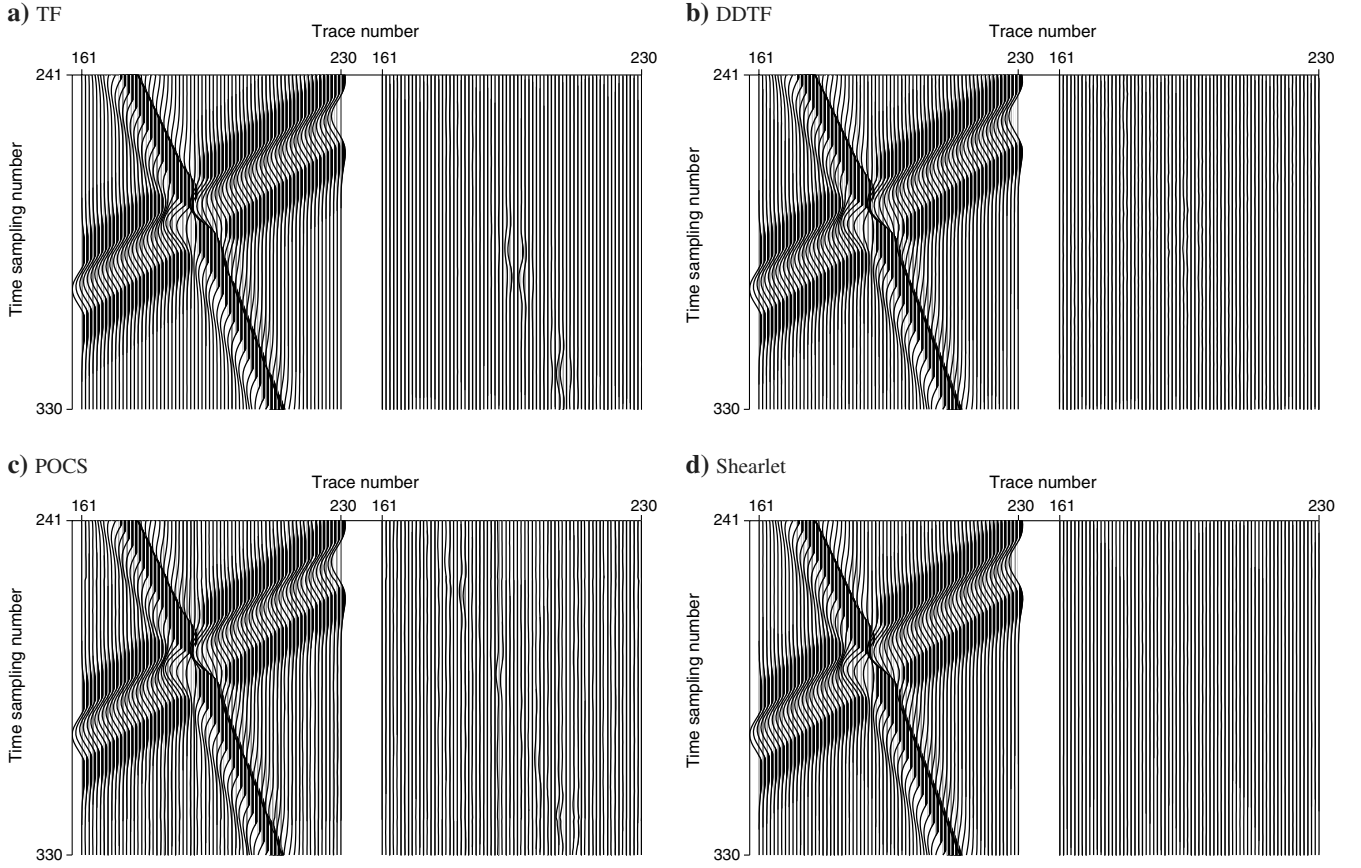 a) TF
Trace number
161 230 161 230
241
Time sampling number
330
b) DDTF
Trace number
161 230 161 230
241
Time sampling number
330
c) POCS
Trace number
161 230 161 230
241
Time sampling number
330
d) Shearlet
Trace number
161 230 161 230
241
Time sampling number
330